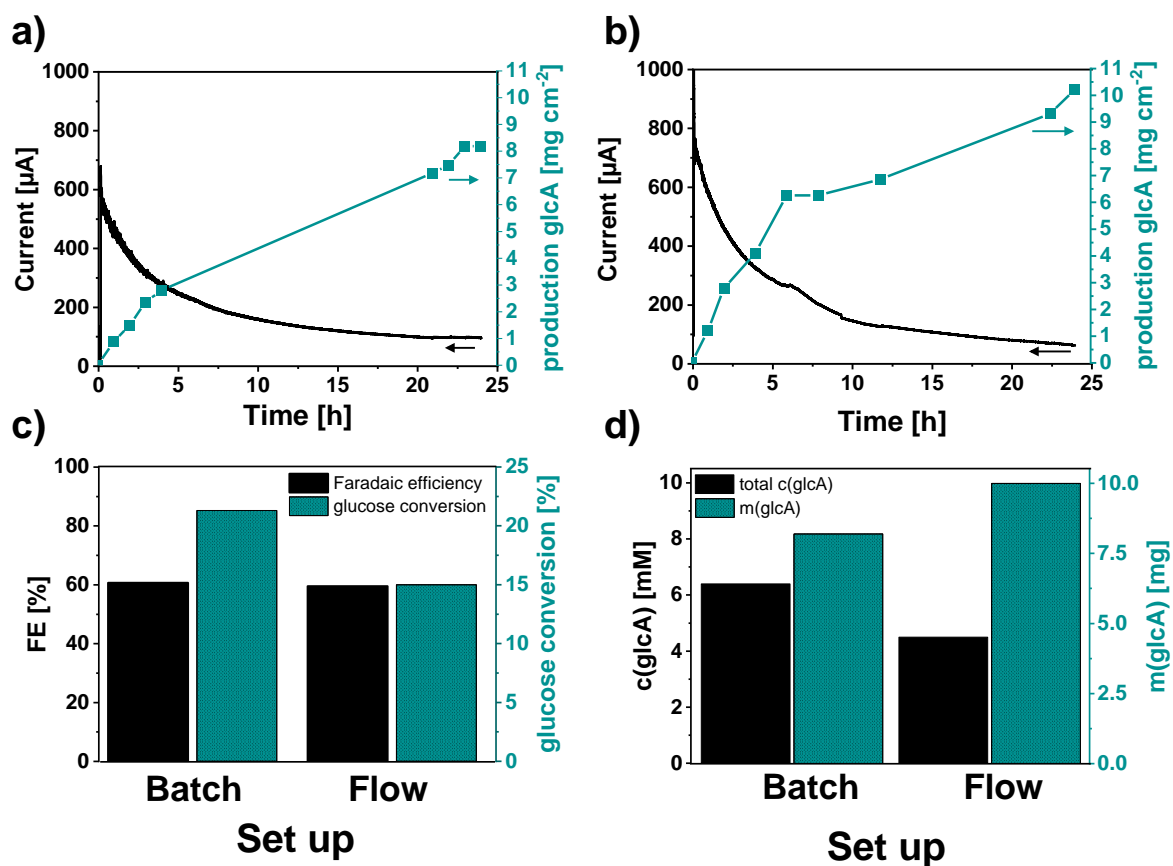 a)
1000
800
600
400
200
0
Current [µA]
0
5
10
15
20
25
Time [h]
11
10
9
8
7
6
5
4
3
2
1
0
production glcA [mg cm-2]
b)
1000
800
600
400
200
0
Current [µA]
0
5
10
15
20
25
Time [h]
11
10
9
8
7
6
5
4
3
2
1
0
production glcA [mg cm-2]
c)
100
80
60
40
20
0
FE [%]
Faradaic efficiency
glucose conversion
25
20
15
10
5
0
glucose conversion [%]
Batch
Flow
Set up
d)
10
8
6
4
2
0
c(glcA) [mM]
total c(glcA)
m(glcA)
10.0
7.5
5.0
2.5
0.0
m(glcA) [mg]
Batch
Flow
Set up